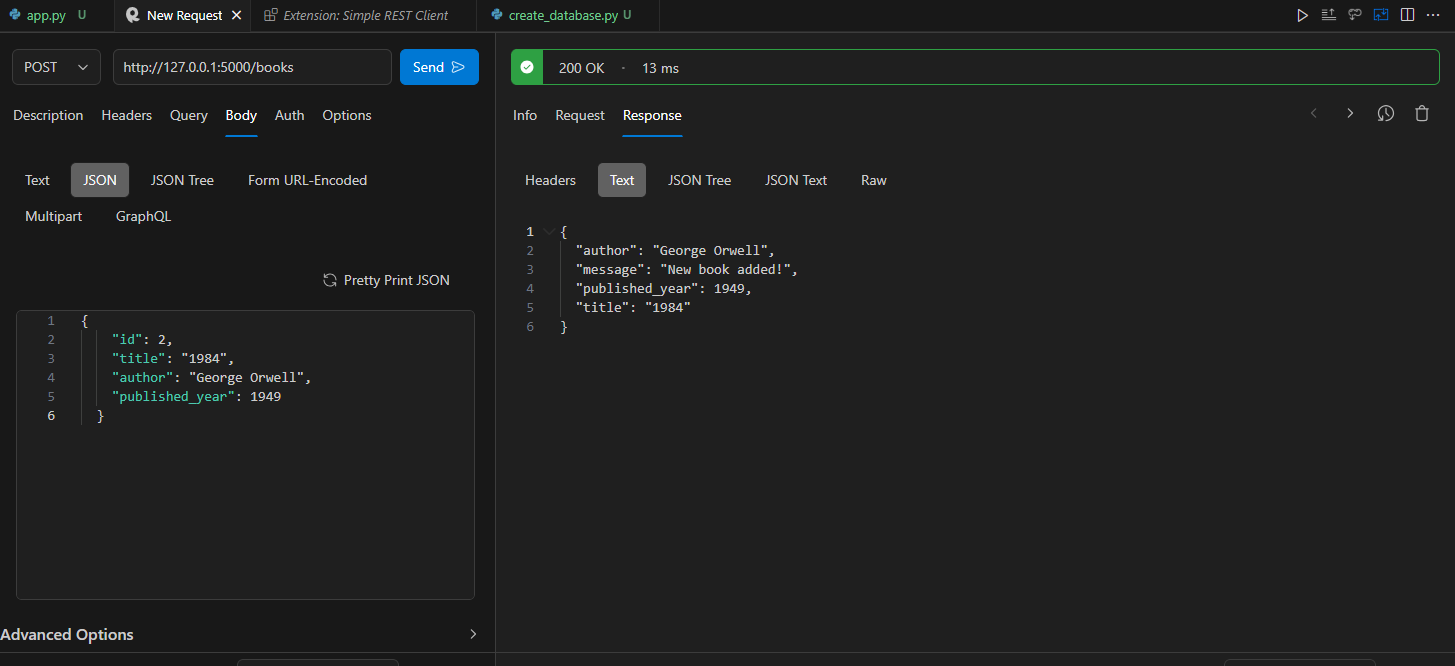 app.py U New Request Extension: Simple REST Client create_database.py U
POST http://127.0.0.1:5000/books Send
Description Headers Query Body Auth Options
Text JSON JSON Tree Form URL-Encoded
Multipart GraphQL
Pretty Print JSON
1 {
2 "id": 2,
3 "title": "1984",
4 "author": "George Orwell",
5 "published_year": 1949
6 }
Advanced Options
200 OK · 13 ms
Info Request Response
Headers Text JSON Tree JSON Text Raw
1 {
2 "author": "George Orwell",
3 "message": "New book added!",
4 "published_year": 1949,
5 "title": "1984"
6 }